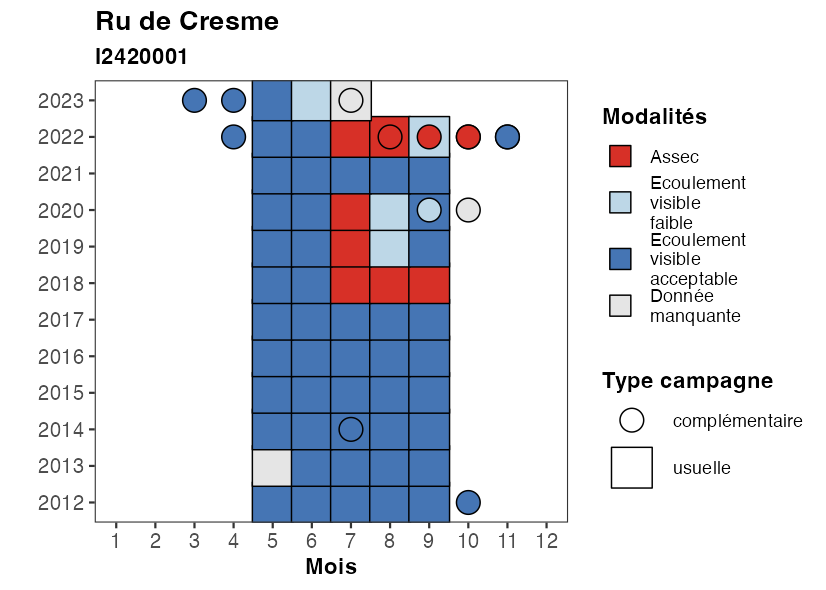 Ru de Cresme
I2420001
2023
2022
2021
2020
2019
2018
2017
2016
2015
2014
2013
2012
1 2 3 4 5 6 7 8 9 10 11 12
Mois
Modalités
Assec
Ecoulement
visible
faible
Ecoulement
visible
acceptable
Donnée
manquante
Type campagne
complémentaire
usuelle